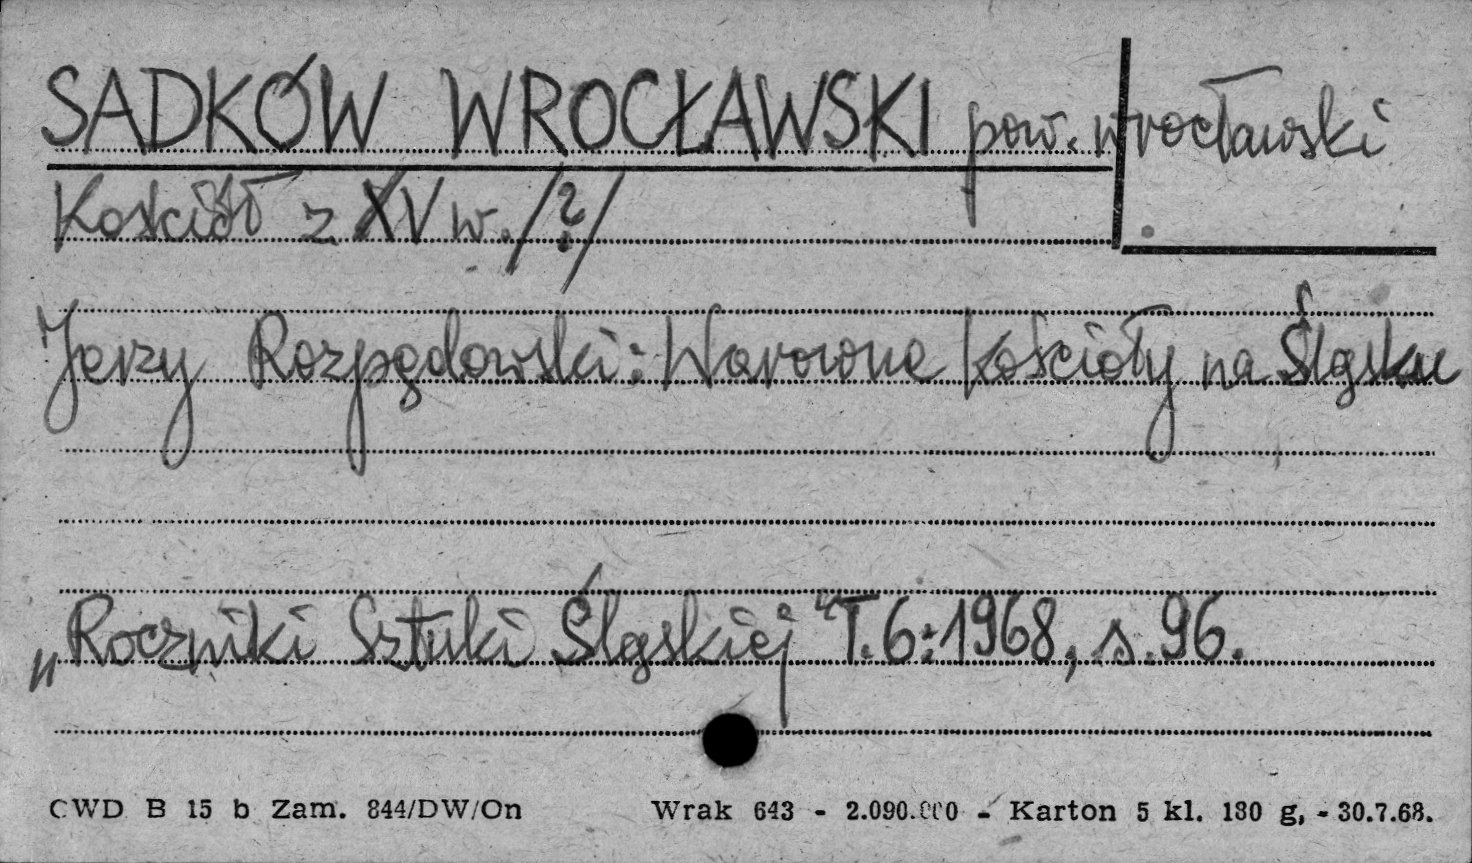 SADKÓW WROCŁAWSKI pow. wrocławski
Kościół z XV w. /?/
Jerzy Rozpędowski: Warowne kościoły na Śląsku
„Roczniki Sztuki Śląskiej" T. 6: 1968, s. 96.
CWD B 15 b Zam. 844/DW/On Wrak 643 - 2.090.000 - Karton 5 kl. 180 g, - 30.7.68.